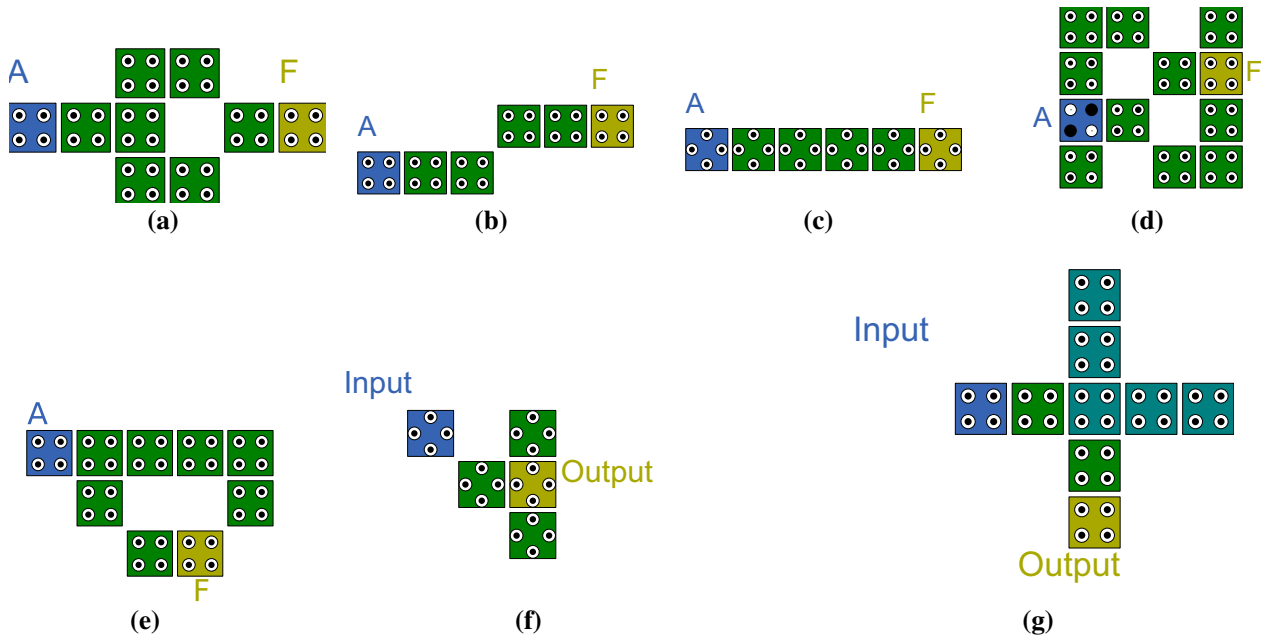 A
F
(a)
A
F
(b)
A
F
(c)
A
F
(d)
A
F
(e)
Input
Output
(f)
Input
Output
(g)